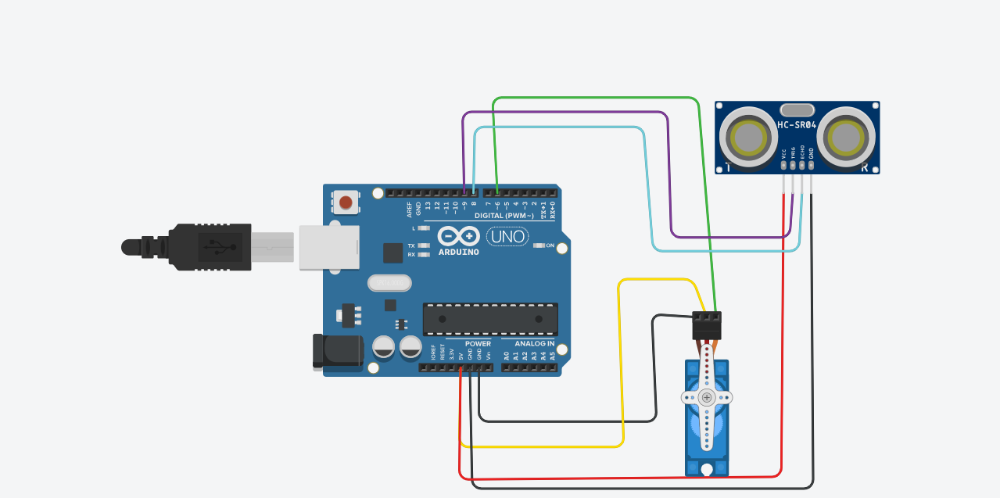 HC-SR04
VCC
TRIG
ECHO
GND
T
R
AREF
GND
13
12
~11
~10
~9
8
7
~6
~5
4
~3
2
TX→1
RX←0
DIGITAL (PWM~)
L
TX
RX
ARDUINO
UNO
ON
POWER
ANALOG IN
IOREF
RESET
3.3V
5V
GND
GND
Vin
A0
A1
A2
A3
A4
A5